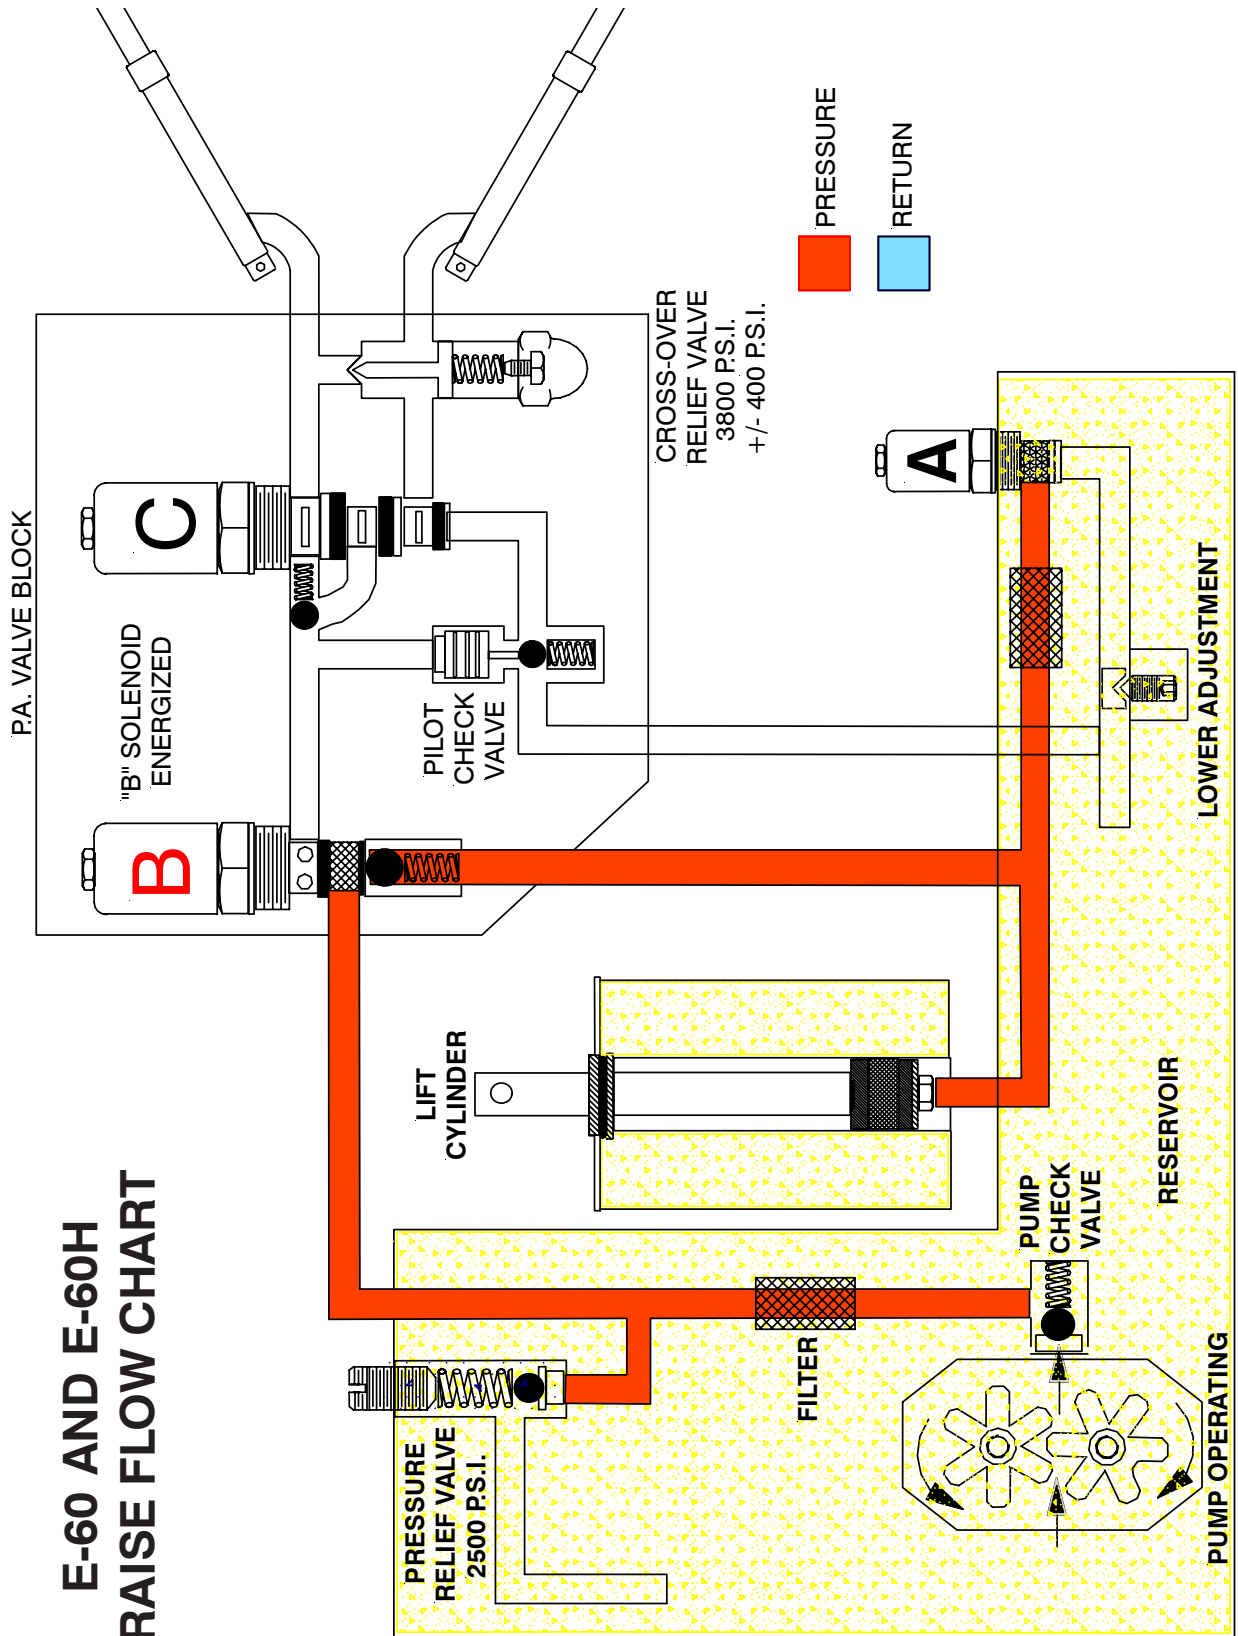 E-60 AND E-60H
RAISE FLOW CHART
P.A. VALVE BLOCK
"B" SOLENOID
ENERGIZED
B
C
PILOT
CHECK
VALVE
CROSS-OVER
RELIEF VALVE
3800 P.S.I.
+/- 400 P.S.I.
PRESSURE
RETURN
A
LIFT
CYLINDER
LOWER ADJUSTMENT
PRESSURE
RELIEF VALVE
2500 P.S.I.
FILTER
PUMP
CHECK
VALVE
RESERVOIR
PUMP OPERATING